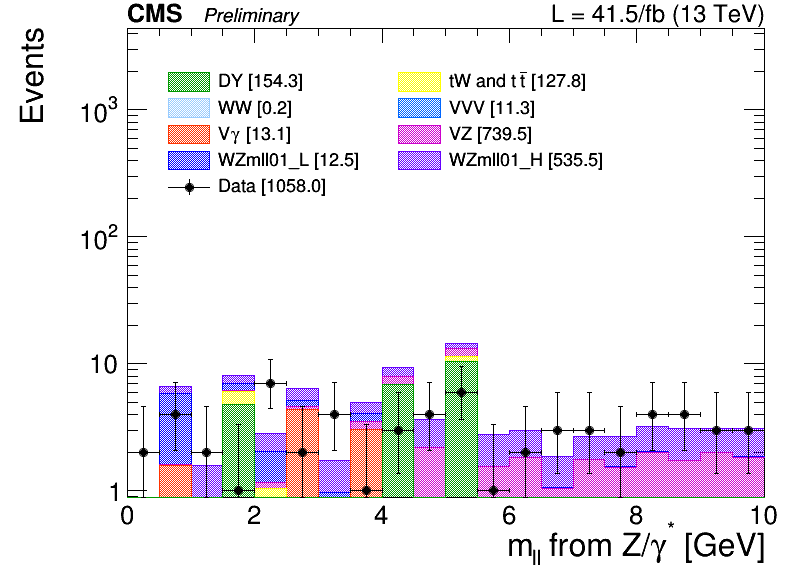 CMS Preliminary L = 41.5/fb (13 TeV)
Events
DY [154.3] tW and tt̄ [127.8]
WW [0.2] VVV [11.3]
Vγ [13.1] VZ [739.5]
WZmll01_L [12.5] WZmll01_H [535.5]
Data [1058.0]
10³
10²
10
1
0 2 4 6 8 10
m_ll from Z/γ* [GeV]